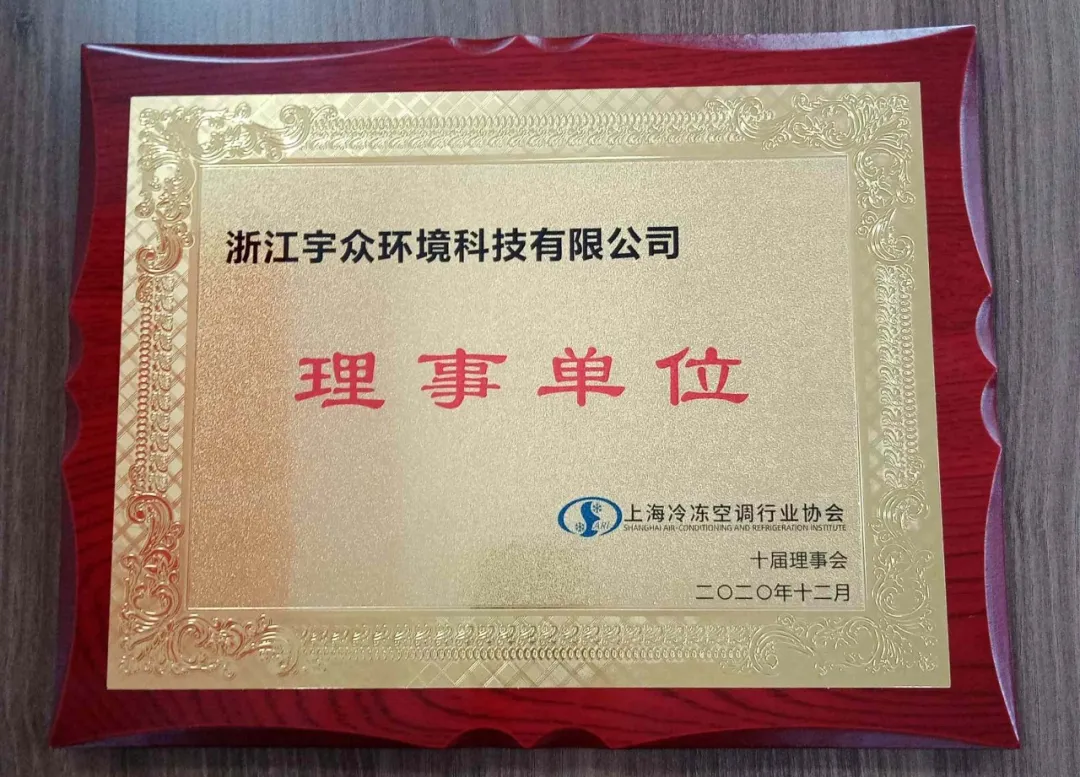 浙江宇众环境科技有限公司
理事单位
ARI
上海冷冻空调行业协会
SHANGHAI AIR-CONDITIONING AND REFRIGERATION INSTITUTE
十届理事会
二〇二〇年十二月